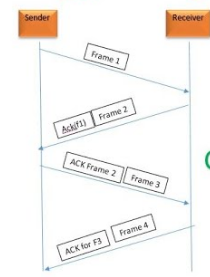 Sender Receiver
Frame 1
Ack(f1) Frame 2
ACK Frame 2 Frame 3
ACK for F3 Frame 4